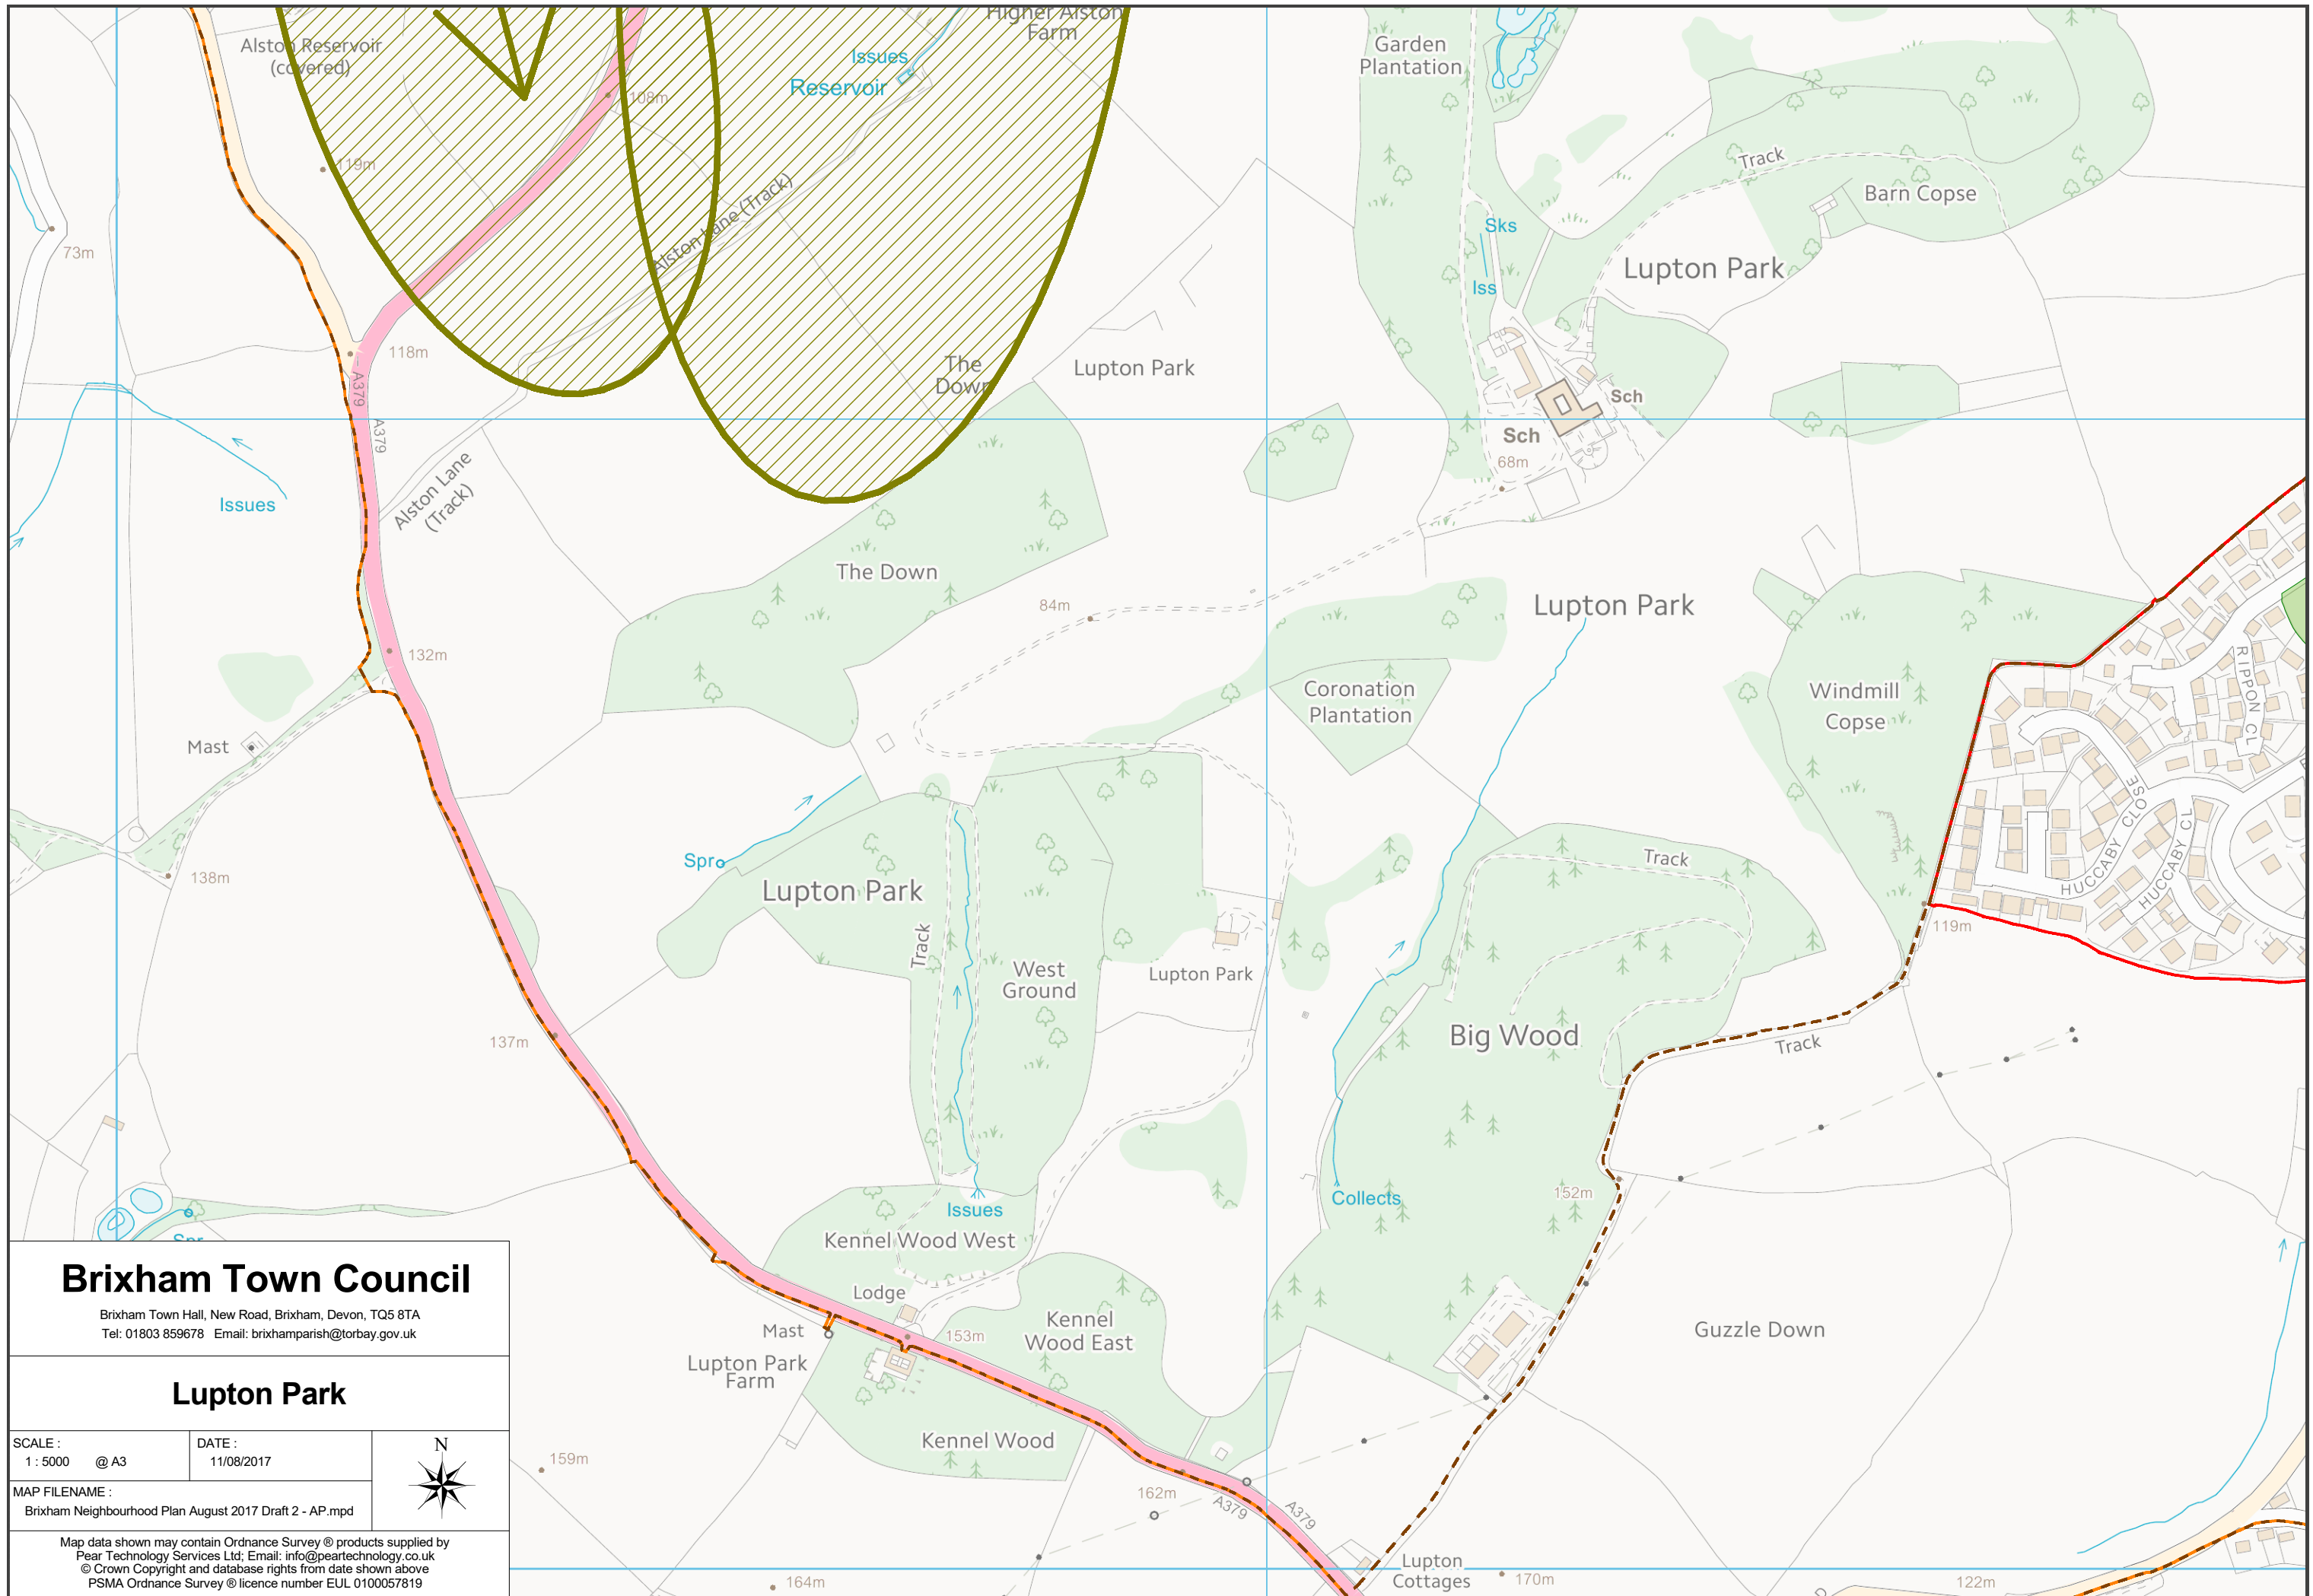 Alston Reservoir
(covered)
Higher Alston
Farm
Issues
Reservoir
108m
119m
Garden
Plantation
Track
Barn Copse
Sks
Iss
Lupton Park
73m
Alston Lane (Track)
118m
A379
A379
The
Down
Lupton Park
Sch
Sch
68m
Issues
Alston Lane
(Track)
The Down
84m
Lupton Park
132m
Coronation
Plantation
Windmill
Copse
RIPPON CL
Mast
HUCCABY CLOSE
HUCCABY CL
138m
Spr
Lupton Park
Track
Track
119m
West
Ground
Lupton Park
137m
Big Wood
Track
152m
Collects
Issues
Kennel Wood West
Spr
Lodge
Kennel
Wood East
Mast
153m
Guzzle Down
Lupton Park
Farm
Kennel Wood
159m
162m
A379
A379
Lupton
Cottages
164m
170m
122m
Brixham Town Council
Brixham Town Hall, New Road, Brixham, Devon, TQ5 8TA
Tel: 01803 859678 Email: brixhamparish@torbay.gov.uk
Lupton Park
SCALE :
1 : 5000 @ A3
DATE :
11/08/2017
N
MAP FILENAME :
Brixham Neighbourhood Plan August 2017 Draft 2 - AP.mpd
Map data shown may contain Ordnance Survey ® products supplied by
Pear Technology Services Ltd; Email: info@peartechnology.co.uk
© Crown Copyright and database rights from date shown above
PSMA Ordnance Survey ® licence number EUL 0100057819